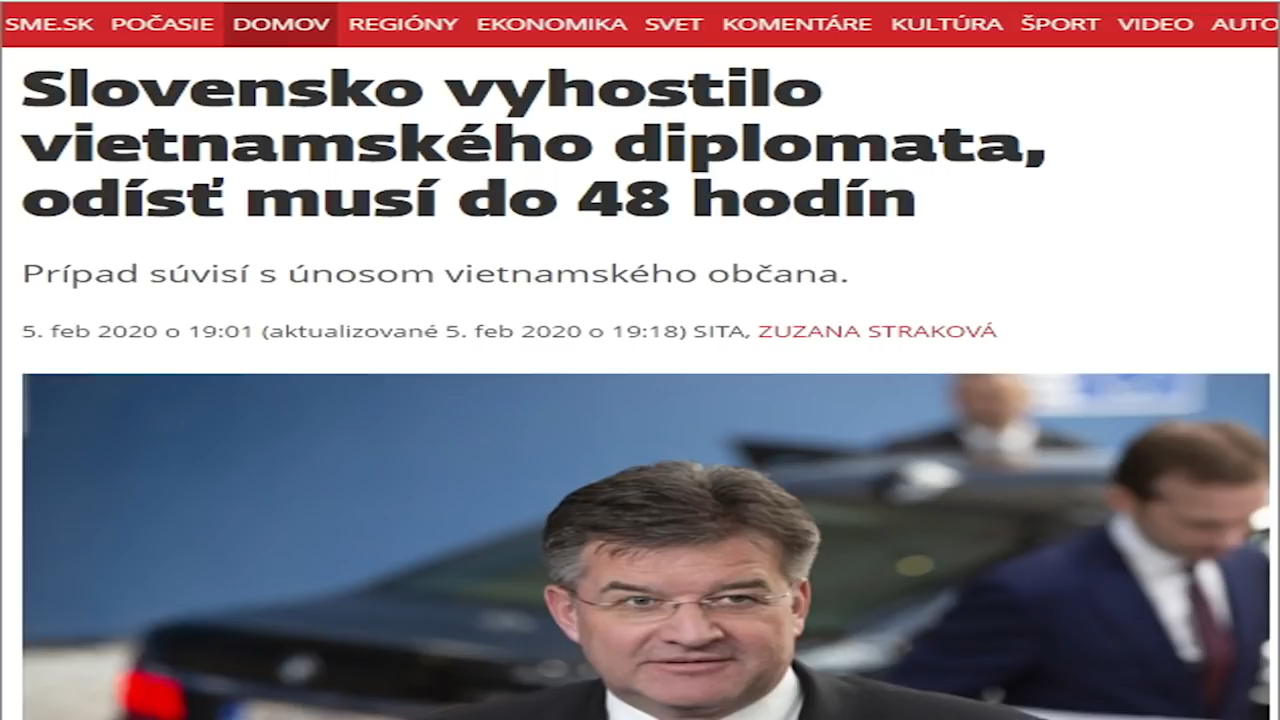 SME.SK POČASIE DOMOV REGIÓNY EKONOMIKA SVET KOMENTÁRE KULTÚRA ŠPORT VIDEO AUTO
Slovensko vyhostilo
vietnamského diplomata,
odísť musí do 48 hodín
Prípad súvisí s únosom vietnamského občana.
5. feb 2020 o 19:01 (aktualizované 5. feb 2020 o 19:18) SITA, ZUZANA STRAKOVÁ